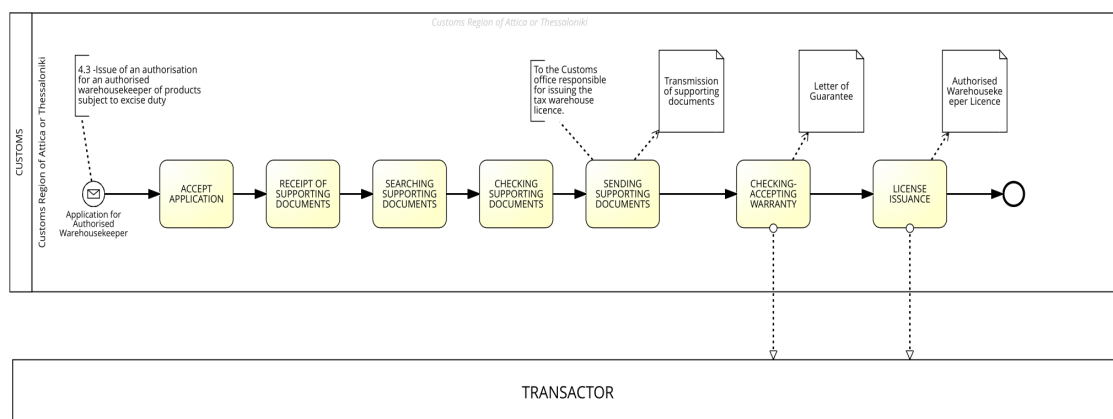 Customs Region of Attica or Thessaloniki
CUSTOMS
Customs Region of Attica or Thessaloniki
4.3 -Issue of an authorisation
for an authorised
warehousekeeper of products
subject to excise duty
To the Customs
office responsible
for issuing the
tax warehouse
licence.
Transmission
of supporting
documents
Letter of
Guarantee
Authorised
Warehouseke
eper Licence
Application for
Authorised
Warehousekeeper
ACCEPT
APPLICATION
RECEIPT OF
SUPPORTING
DOCUMENTS
SEARCHING
SUPPORTING
DOCUMENTS
CHECKING
SUPPORTING
DOCUMENTS
SENDING
SUPPORTING
DOCUMENTS
CHECKING-
ACCEPTING
WARRANTY
LICENSE
ISSUANCE
TRANSACTOR